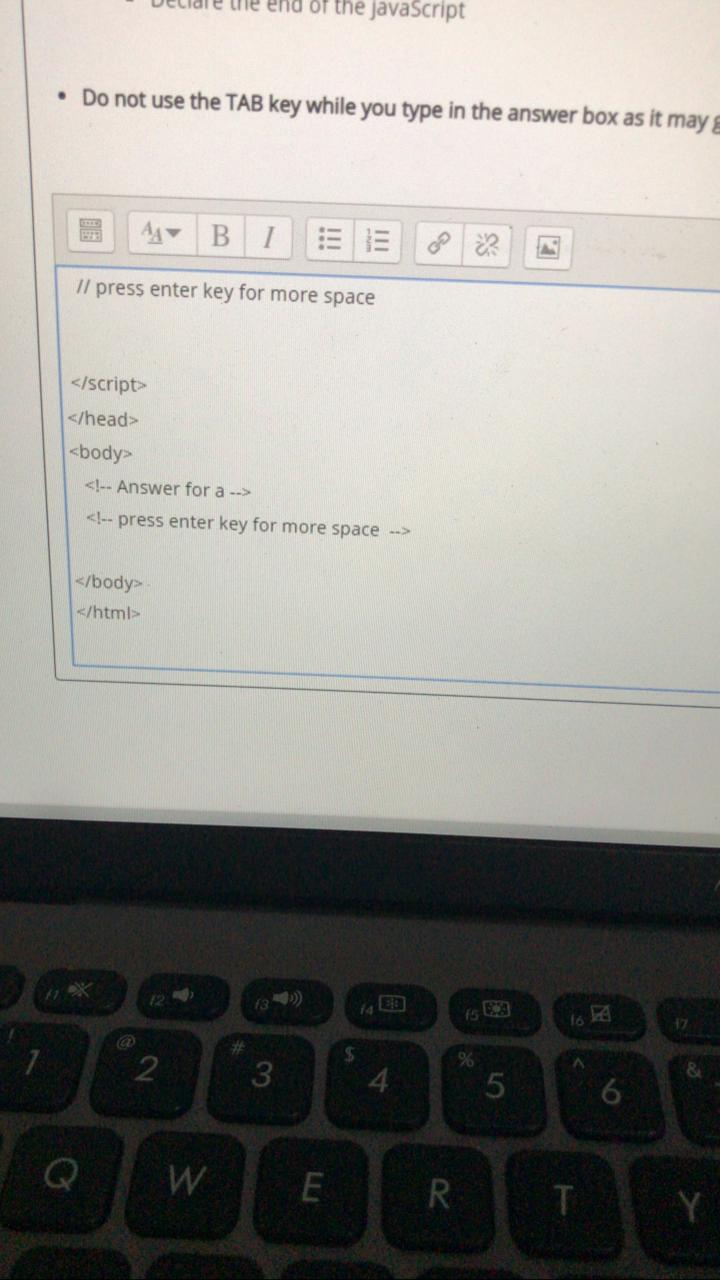 Declare the end of the JavaScript
Do not use the TAB key while you type in the answer box as it may
B I
// press enter key for more space
</script>
</head>
<body>
<!-- Answer for a -->
<!-- press enter key for more space -->
</body>
</html>
f1 f2 f3 f4 f5 f6 f7
! @ # $ % ^ &
1 2 3 4 5 6
Q W E R T Y